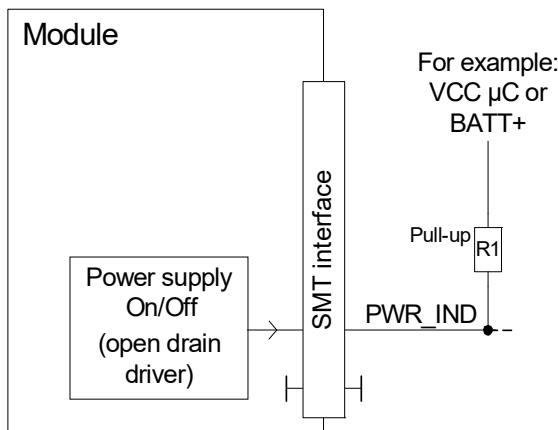 Module
For example:
VCC µC or
BATT+
SMT interface
Pull-up
R1
Power supply
On/Off
(open drain
driver)
PWR_IND